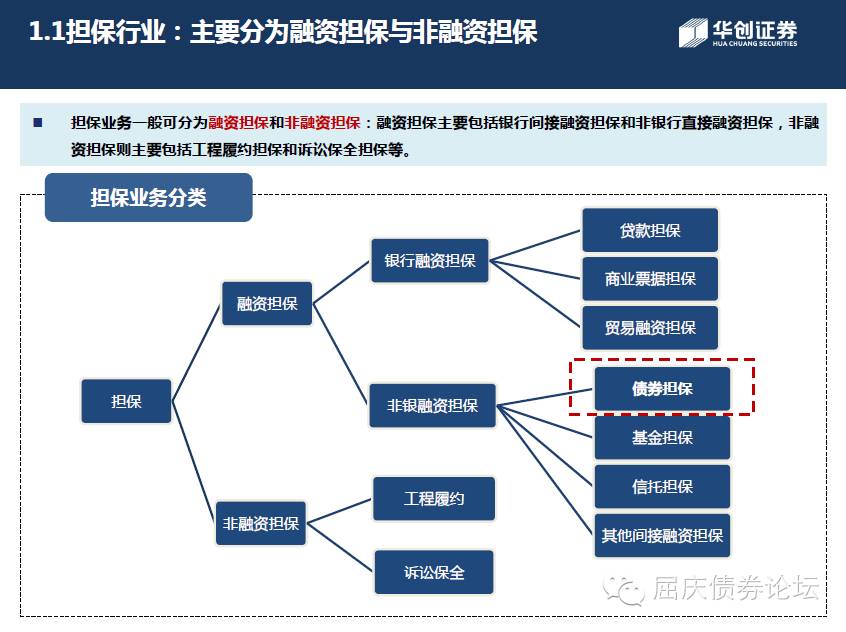 1.1担保行业：主要分为融资担保与非融资担保
华创证券
HUA CHUANG SECURITIES
担保业务一般可分为融资担保和非融资担保：融资担保主要包括银行间接融资担保和非银行直接融资担保，非融
资担保则主要包括工程履约担保和诉讼保全担保等。
担保业务分类
担保
融资担保
银行融资担保
贷款担保
商业票据担保
贸易融资担保
非银融资担保
债券担保
基金担保
信托担保
其他间接融资担保
非融资担保
工程履约
诉讼保全
屈庆债券论坛